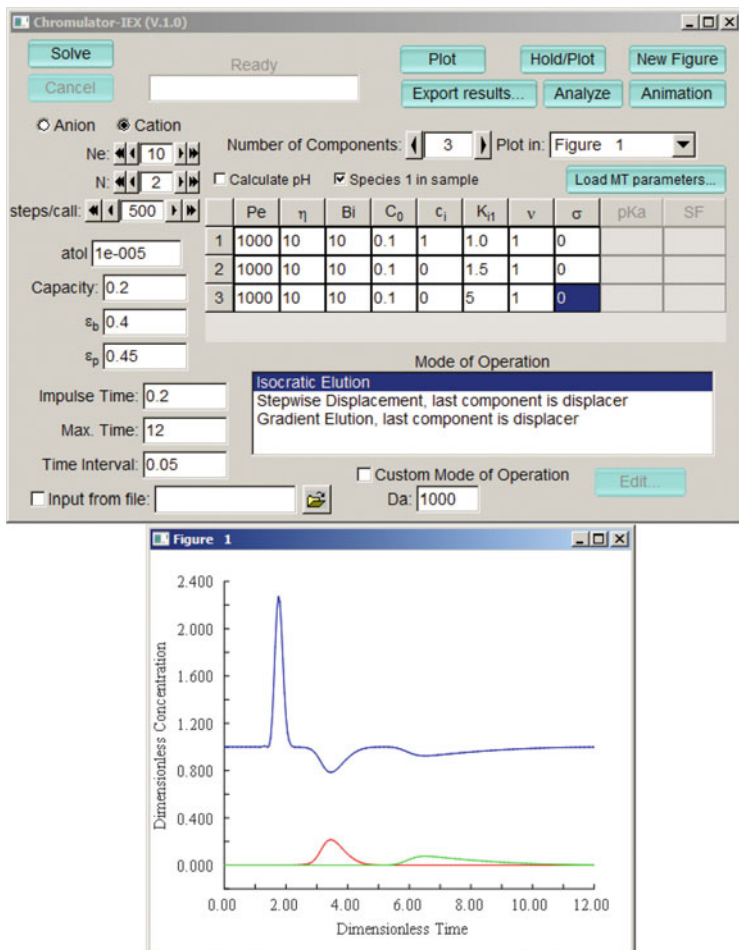 Chromulator-IEX (V.1.0)
Solve Ready Plot Hold/Plot New Figure
Cancel Export results... Analyze Animation
Anion Cation
Ne: 10 Number of Components: 3 Plot in: Figure 1
N: 2 Calculate pH Species 1 in sample Load MT parameters...
steps/call: 500 Pe η Bi C₀ cᵢ Kᵢ₁ ν σ pKa SF
1 1000 10 10 0.1 1 1.0 1 0
atol 1e-005
2 1000 10 10 0.1 0 1.5 1 0
Capacity: 0.2
3 1000 10 10 0.1 0 5 1 0
εb 0.4
εp 0.45
Mode of Operation
Impulse Time: 0.2
Isocratic Elution
Stepwise Displacement, last component is displacer
Gradient Elution, last component is displacer
Max. Time: 12
Time Interval: 0.05
Custom Mode of Operation Edit...
Input from file: Da: 1000
Figure 1
Dimensionless Concentration
2.400
2.000
1.600
1.200
0.800
0.400
0.000
0.00 2.00 4.00 6.00 8.00 10.00 12.00
Dimensionless Time